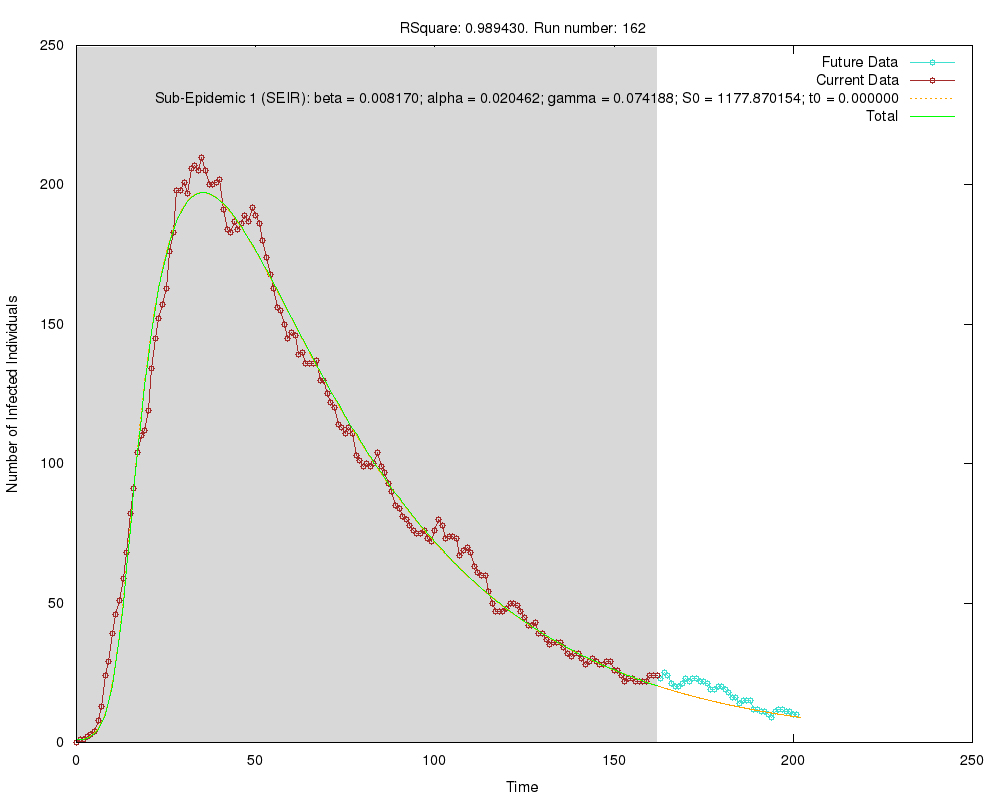 RSquare: 0.989430. Run number: 162
250
200
150
100
50
0
0
50
100
150
200
250
Number of Infected Individuals
Time
Future Data
Current Data
Sub-Epidemic 1 (SEIR): beta = 0.008170; alpha = 0.020462; gamma = 0.074188; S0 = 1177.870154; t0 = 0.000000
Total